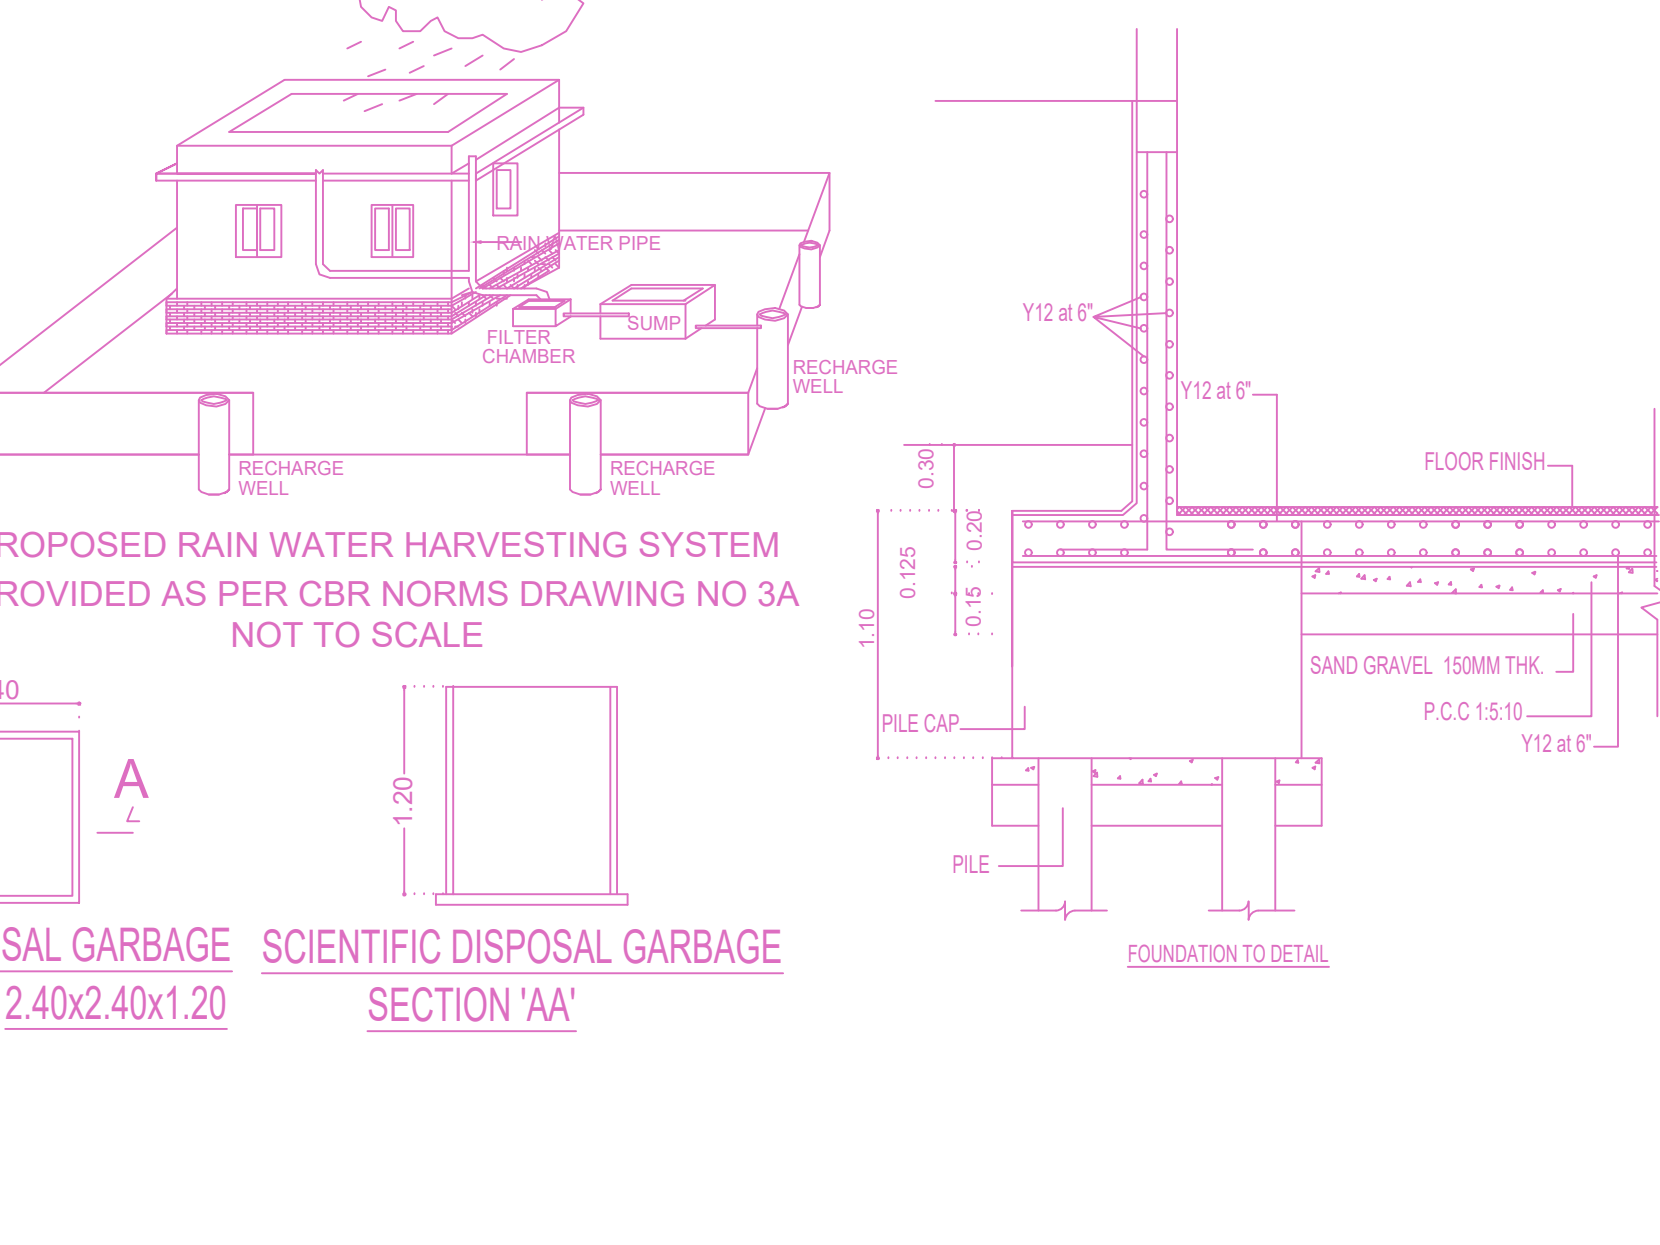 RAIN WATER PIPE
SUMP
FILTER
CHAMBER
RECHARGE
WELL
RECHARGE
WELL
RECHARGE
WELL
ROPOSED RAIN WATER HARVESTING SYSTEM
ROVIDED AS PER CBR NORMS DRAWING NO 3A
NOT TO SCALE
40
A
1.20
SAL GARBAGE
2.40x2.40x1.20
SCIENTIFIC DISPOSAL GARBAGE
SECTION 'AA'
Y12 at 6"
Y12 at 6"
FLOOR FINISH
0.30
0.20
0.125
0.15
1.10
SAND GRAVEL 150MM THK.
P.C.C 1:5:10
Y12 at 6"
PILE CAP
PILE
FOUNDATION TO DETAIL